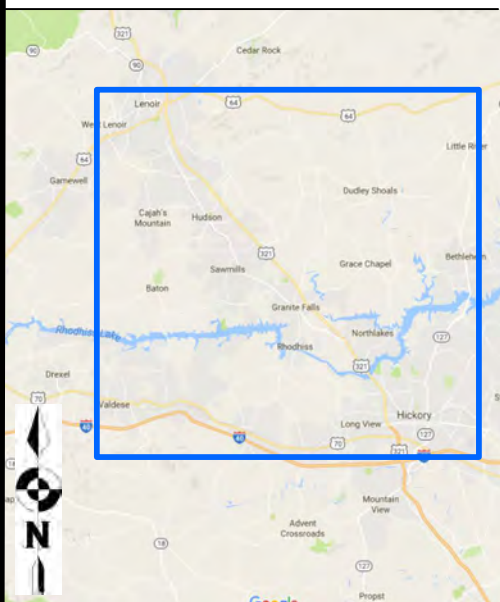 321
90
Cedar Rock
90
Lenoir
64
64
West Lenoir
64
Little River
Gamewell
Dudley Shoals
Cajah's
Mountain
Hudson
321
Grace Chapel
Bethlehem
Sawmills
Baton
Granite Falls
Rhodhiss Lake
Northlakes
127
Rhodhiss
321
Drexel
70
Valdese
Hickory
40
Long View
127
40
70
321
N
Mountain
View
Advent
Crossroads
18
127
Propst
Google